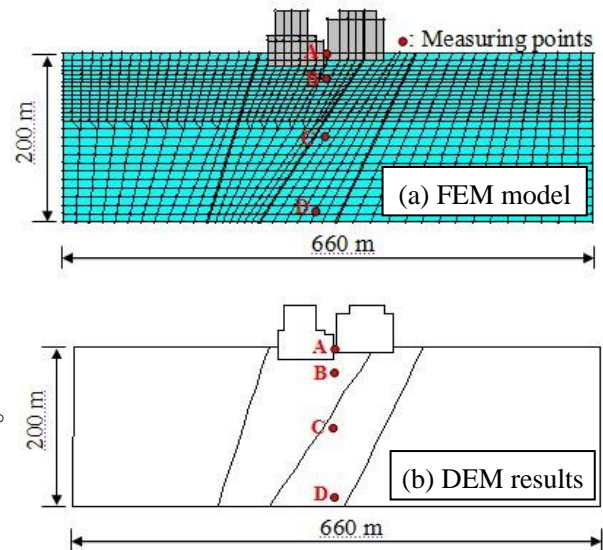 A
●: Measuring points
B
200 m
C
D
(a) FEM model
660 m
A
B
200 m
C
D
(b) DEM results
660 m